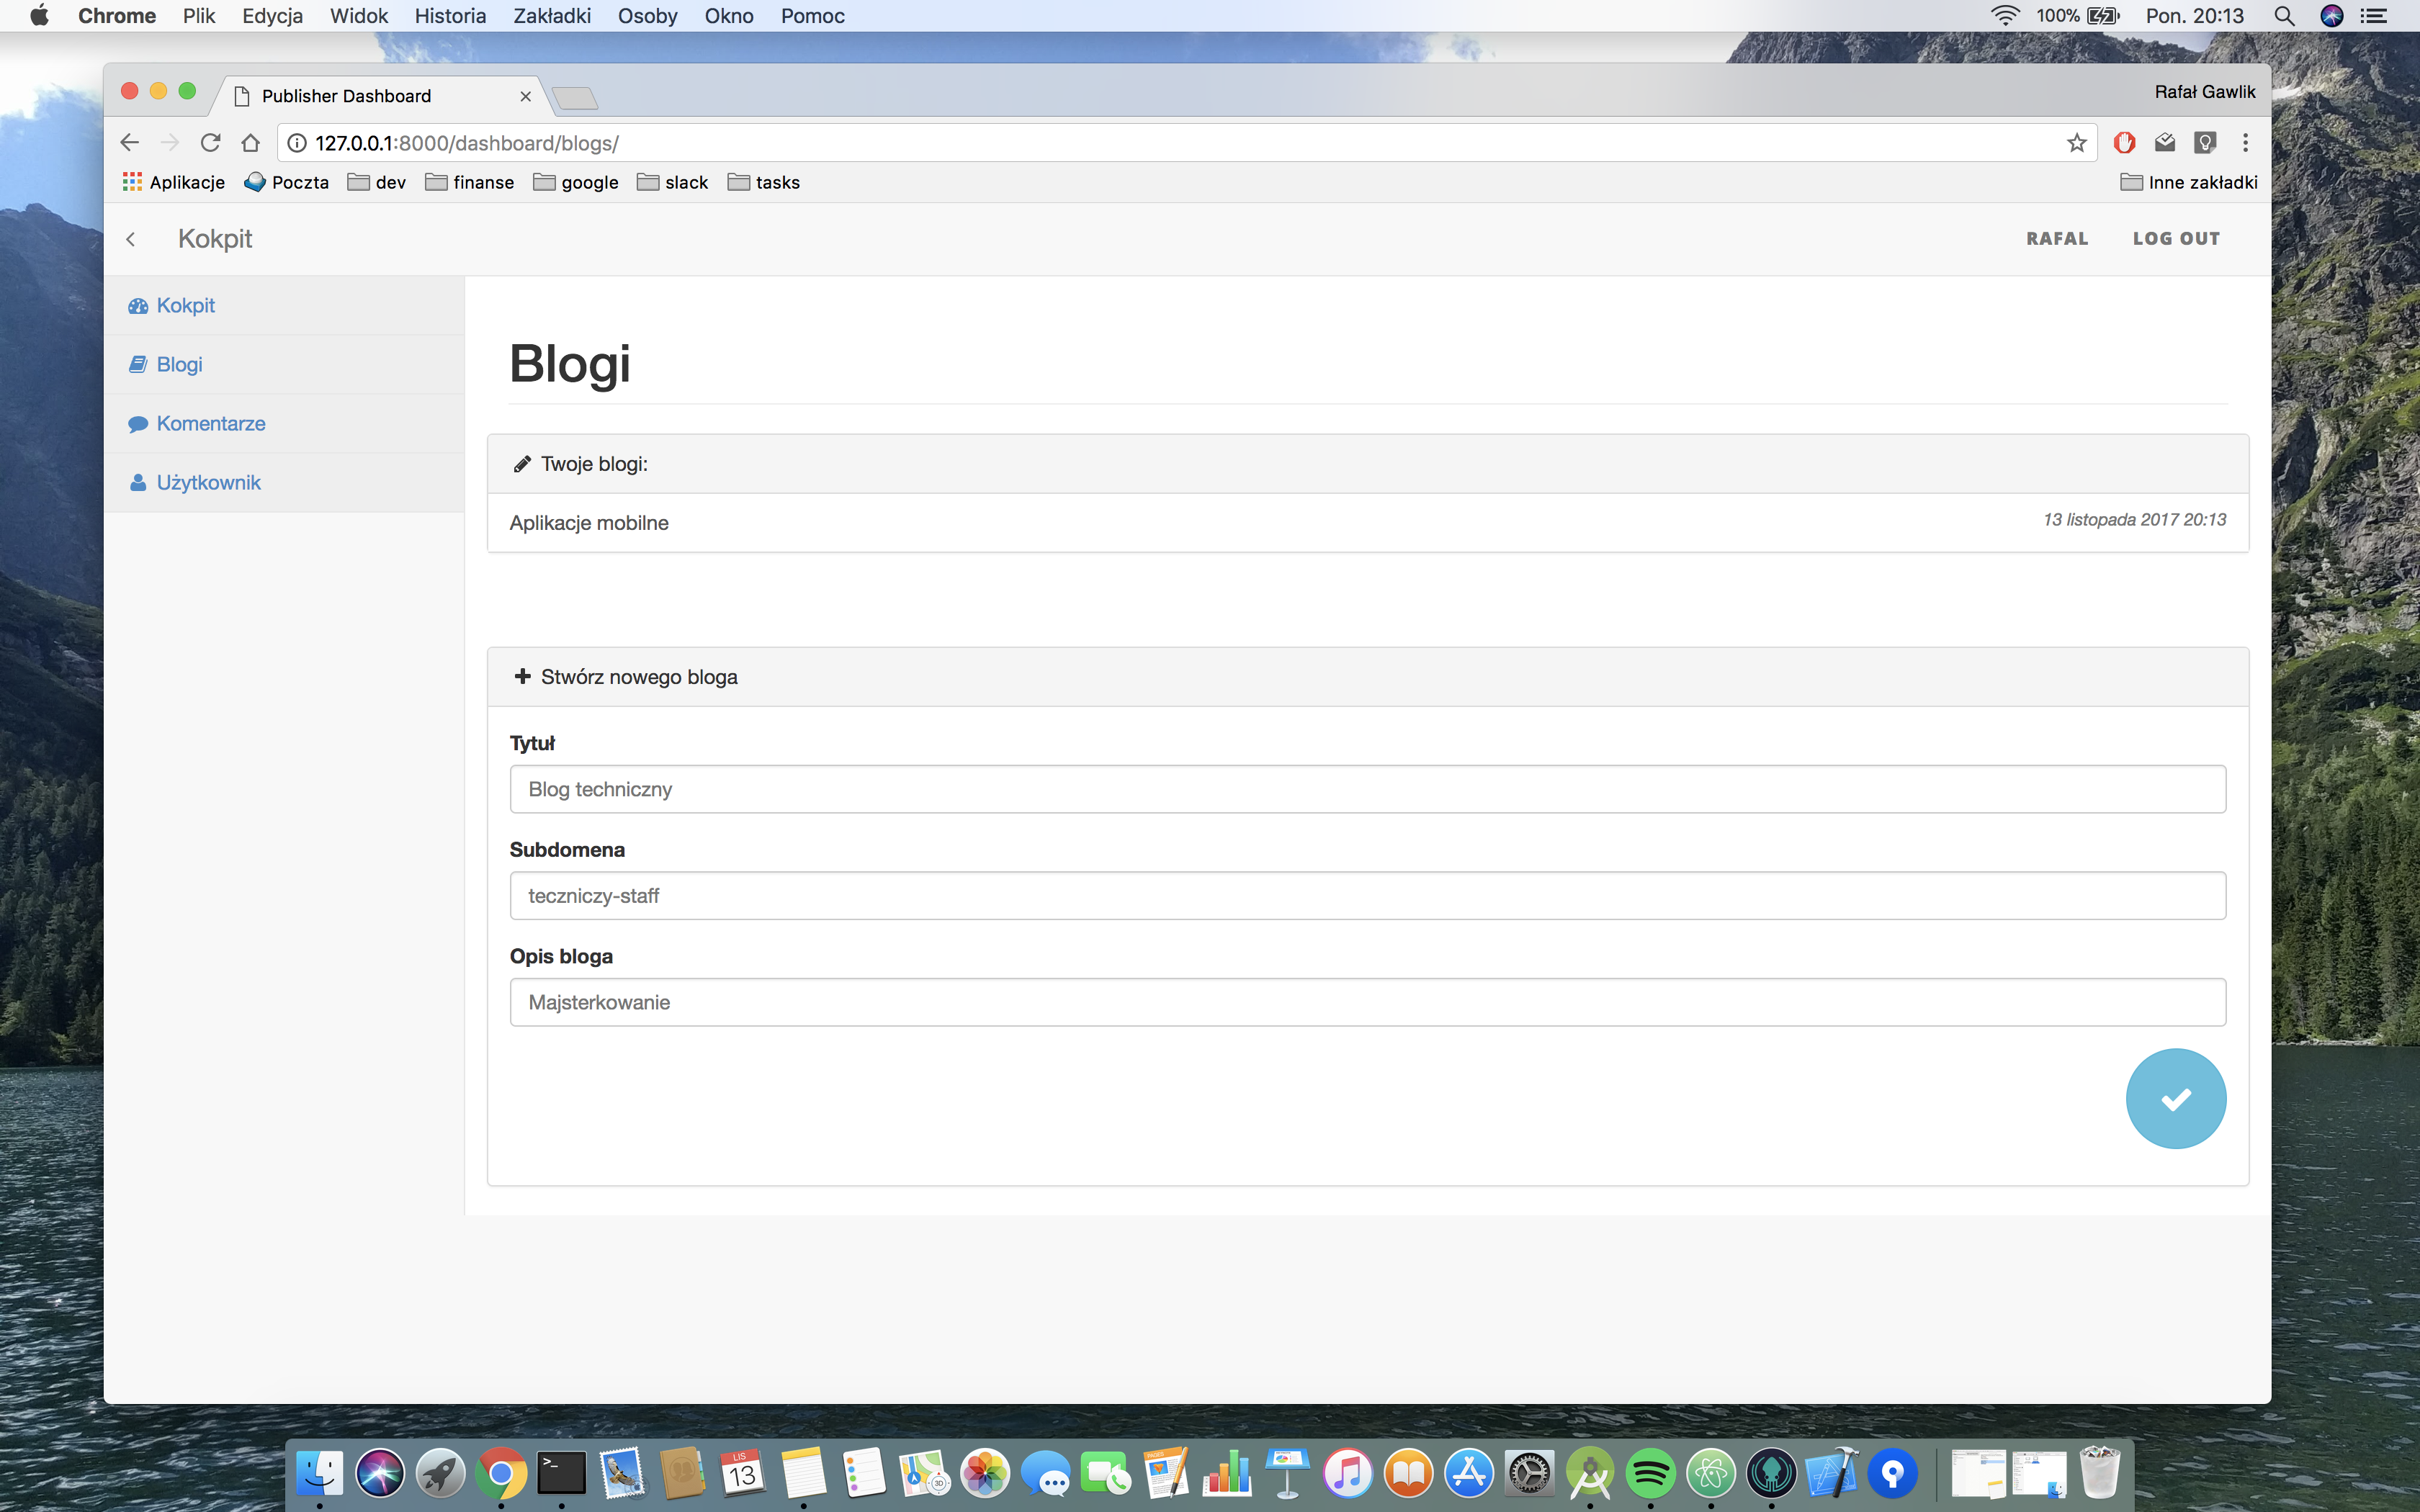 Chrome Plik Edycja Widok Historia Zakładki Osoby Okno Pomoc 100% Pon. 20:13
Publisher Dashboard Rafał Gawlik
127.0.0.1:8000/dashboard/blogs/
Aplikacje Poczta dev finanse google slack tasks Inne zakładki
Kokpit RAFAL LOG OUT
Kokpit
Blogi
Komentarze
Użytkownik
Blogi
Twoje blogi:
Aplikacje mobilne 13 listopada 2017 20:13
Stwórz nowego bloga
Tytuł
Blog techniczny
Subdomena
teczniczy-staff
Opis bloga
Majsterkowanie
LIS
13
3D
PAGES